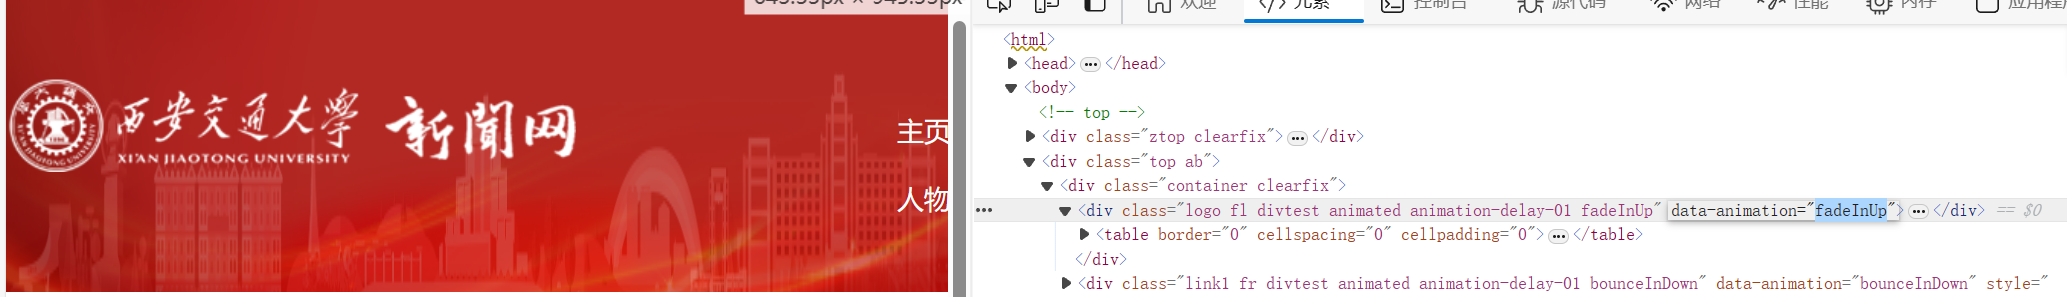 欢迎
元素
控制台
源代码
网络
性能
内存
西安交通大学 新闻网
XI'AN JIAOTONG UNIVERSITY
主页
人物
<html>
<head> ••• </head>
<body>
<!-- top -->
<div class="ztop clearfix"> ••• </div>
<div class="top ab">
<div class="container clearfix">
••• <div class="logo fl divtest animated animation-delay-01 fadeInUp" data-animation="fadeInUp"> ••• </div> == $0
<table border="0" cellspacing="0" cellpadding="0"> ••• </table>
</div>
<div class="link1 fr divtest animated animation-delay-01 bounceInDown" data-animation="bounceInDown" style="